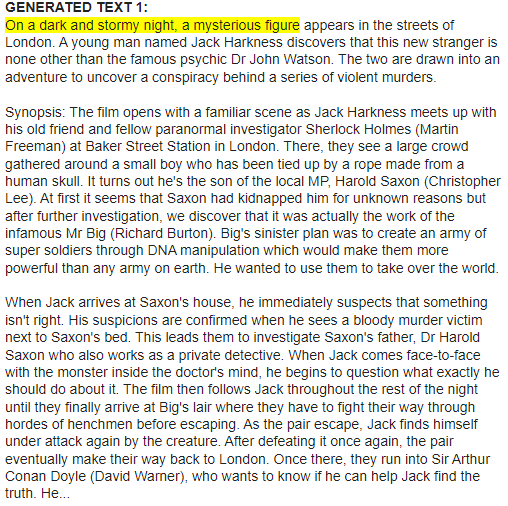 GENERATED TEXT 1:
On a dark and stormy night, a mysterious figure appears in the streets of
London. A young man named Jack Harkness discovers that this new stranger is
none other than the famous psychic Dr John Watson. The two are drawn into an
adventure to uncover a conspiracy behind a series of violent murders.
Synopsis: The film opens with a familiar scene as Jack Harkness meets up with
his old friend and fellow paranormal investigator Sherlock Holmes (Martin
Freeman) at Baker Street Station in London. There, they see a large crowd
gathered around a small boy who has been tied up by a rope made from a
human skull. It turns out he's the son of the local MP, Harold Saxon (Christopher
Lee). At first it seems that Saxon had kidnapped him for unknown reasons but
after further investigation, we discover that it was actually the work of the
infamous Mr Big (Richard Burton). Big's sinister plan was to create an army of
super soldiers through DNA manipulation which would make them more
powerful than any army on earth. He wanted to use them to take over the world.
When Jack arrives at Saxon's house, he immediately suspects that something
isn't right. His suspicions are confirmed when he sees a bloody murder victim
next to Saxon's bed. This leads them to investigate Saxon's father, Dr Harold
Saxon who also works as a private detective. When Jack comes face-to-face
with the monster inside the doctor's mind, he begins to question what exactly he
should do about it. The film then follows Jack throughout the rest of the night
until they finally arrive at Big's lair where they have to fight their way through
hordes of henchmen before escaping. As the pair escape, Jack finds himself
under attack again by the creature. After defeating it once again, the pair
eventually make their way back to London. Once there, they run into Sir Arthur
Conan Doyle (David Warner), who wants to know if he can help Jack find the
truth. He...